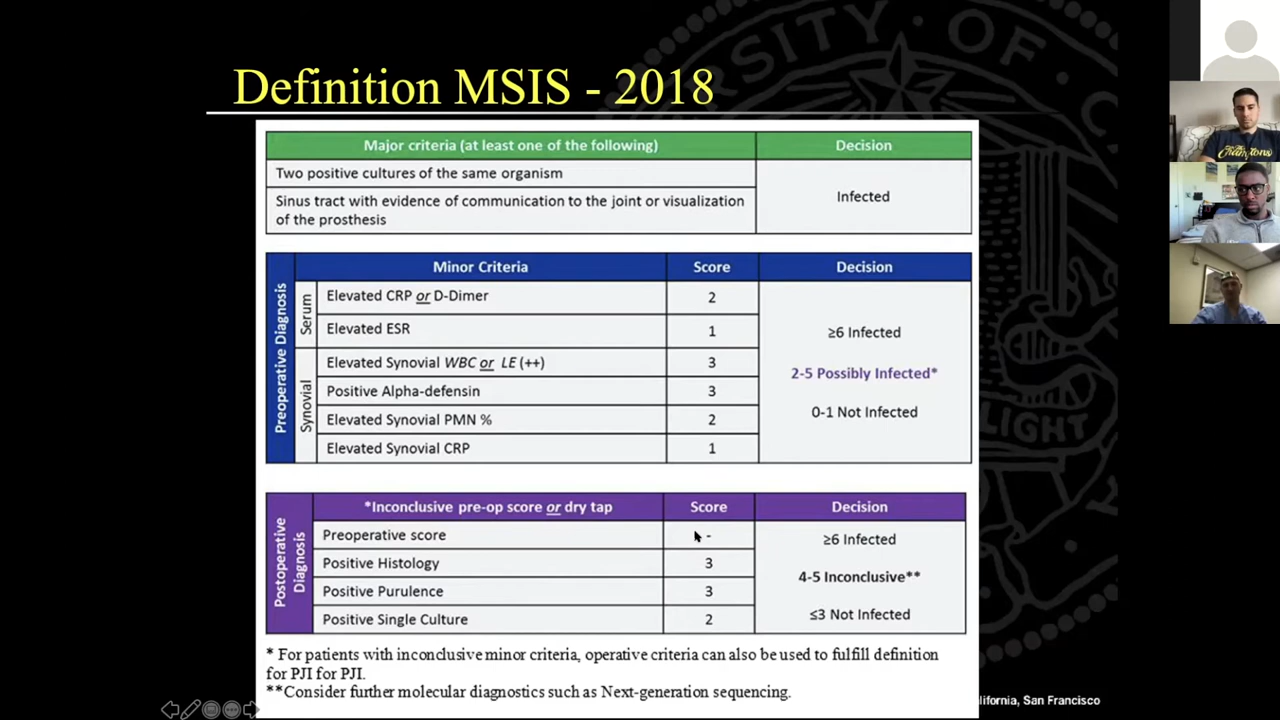 Definition MSIS - 2018
Major criteria (at least one of the following)
Decision
Two positive cultures of the same organism
Sinus tract with evidence of communication to the joint or visualization
of the prosthesis
Infected
Preoperative Diagnosis
Minor Criteria
Score
Decision
Serum
Elevated CRP or D-Dimer
2
Elevated ESR
1
Synovial
Elevated Synovial WBC or LE (++)
3
Positive Alpha-defensin
3
Elevated Synovial PMN %
2
Elevated Synovial CRP
1
≥6 Infected
2-5 Possibly Infected*
0-1 Not Infected
Postoperative
Diagnosis
*Inconclusive pre-op score or dry tap
Score
Decision
Preoperative score
-
Positive Histology
3
Positive Purulence
3
Positive Single Culture
2
≥6 Infected
4-5 Inconclusive**
≤3 Not Infected
* For patients with inconclusive minor criteria, operative criteria can also be used to fulfill definition
for PJI for PJI.
**Consider further molecular diagnostics such as Next-generation sequencing.
lifornia, San Francisco
RSITY OF C
LIGHT